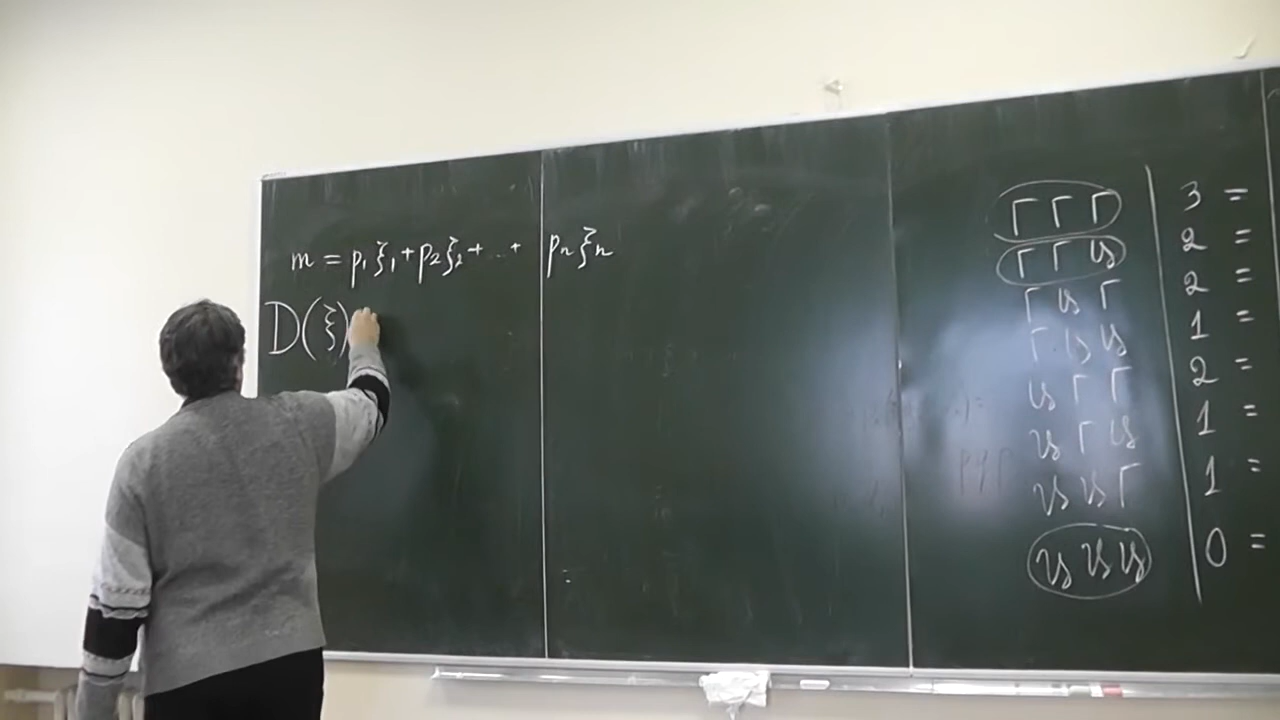 m = p₁ξ₁ + p₂ξ₂ + ... + pₙξₙ
D(ξ)
Г Г Г | 3 =
Г Г ц | 2 =
Г ц Г | 2 =
Г ц ц | 1 =
ц Г Г | 2 =
ц Г ц | 1 =
ц ц Г | 1 =
ц ц ц | 0 =